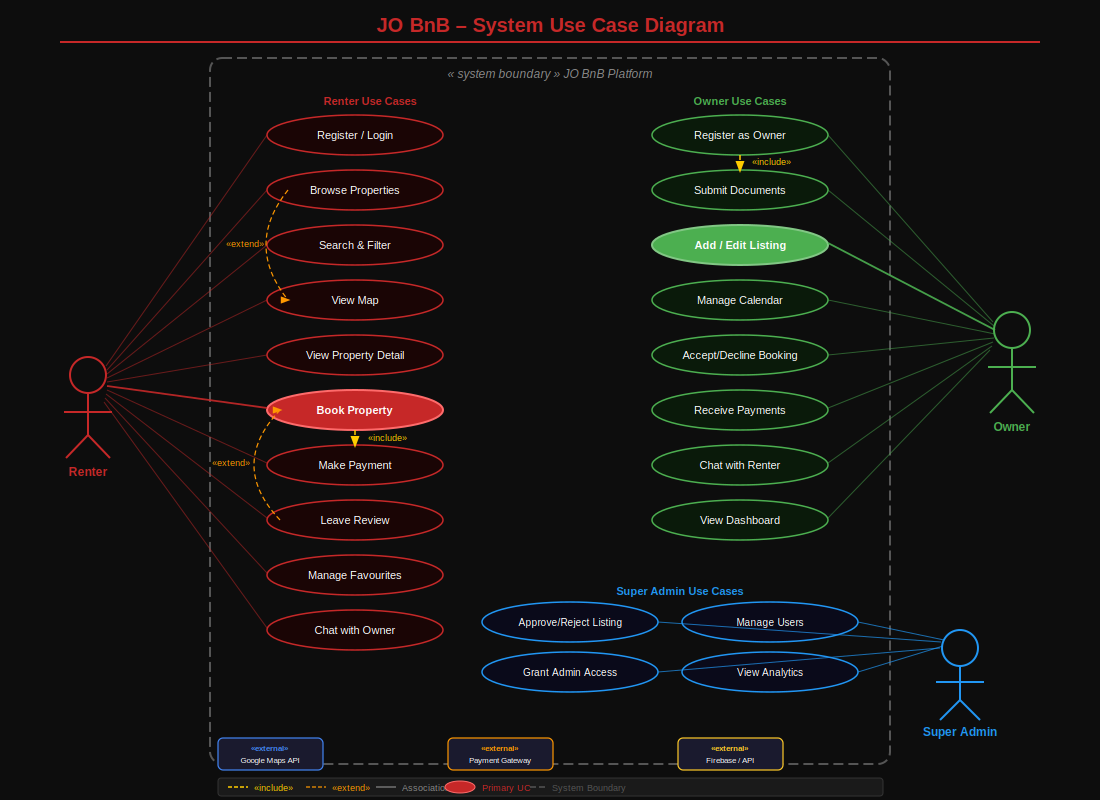 JO BnB – System Use Case Diagram
« system boundary » JO BnB Platform
Renter Use Cases
Owner Use Cases
Register / Login
Register as Owner
«include»
Browse Properties
Submit Documents
«extend»
Search & Filter
Add / Edit Listing
View Map
Manage Calendar
View Property Detail
Accept/Decline Booking
Book Property
Receive Payments
«include»
Owner
«extend»
Make Payment
Chat with Renter
Renter
Leave Review
View Dashboard
Manage Favourites
Super Admin Use Cases
Chat with Owner
Approve/Reject Listing
Manage Users
Grant Admin Access
View Analytics
Super Admin
«external»
Google Maps API
«external»
Payment Gateway
«external»
Firebase / API
«include» «extend» Associatio Primary UC System Boundary